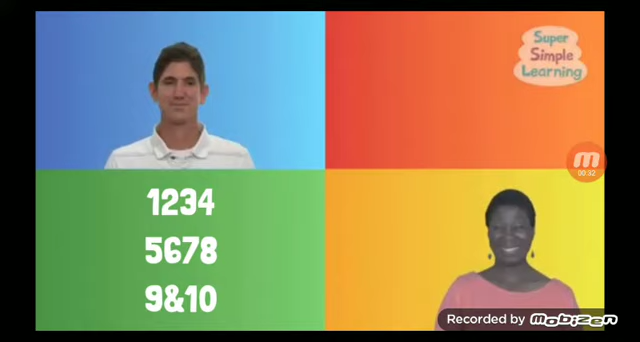 Super
Simple
Learning
00:32
1234
5678
9&10
Recorded by Mobizen